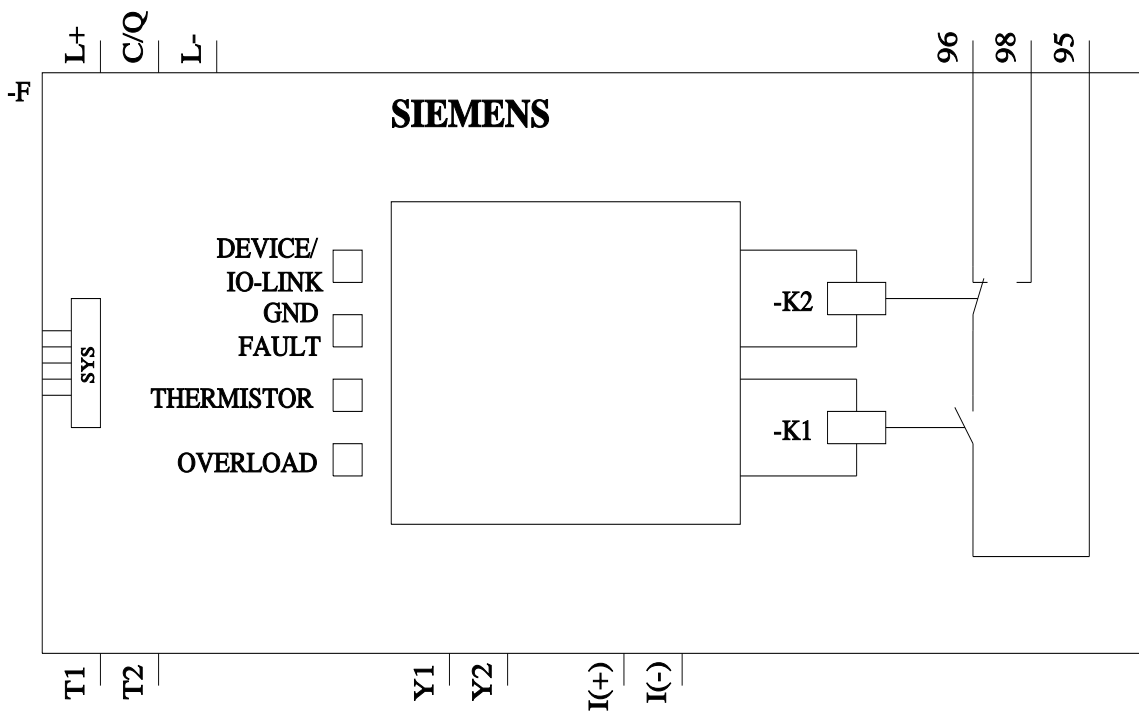 L+
C/Q
L-
96
98
95
-F
SIEMENS
DEVICE/
IO-LINK
GND
FAULT
THERMISTOR
OVERLOAD
SYS
-K2
-K1
T1
T2
Y1
Y2
I(+)
I(-)